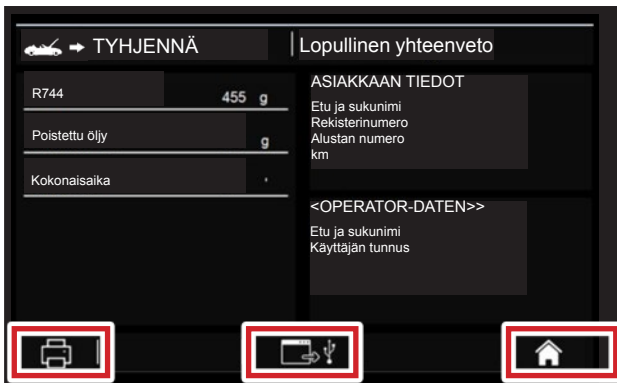 TYHJENNÄ
Lopullinen yhteenveto
R744 455 g
Poistettu öljy g
Kokonaisaika '
ASIAKKAAN TIEDOT
Etu ja sukunimi
Rekisterinumero
Alustan numero
km
<OPERATOR-DATEN>>
Etu ja sukunimi
Käyttäjän tunnus